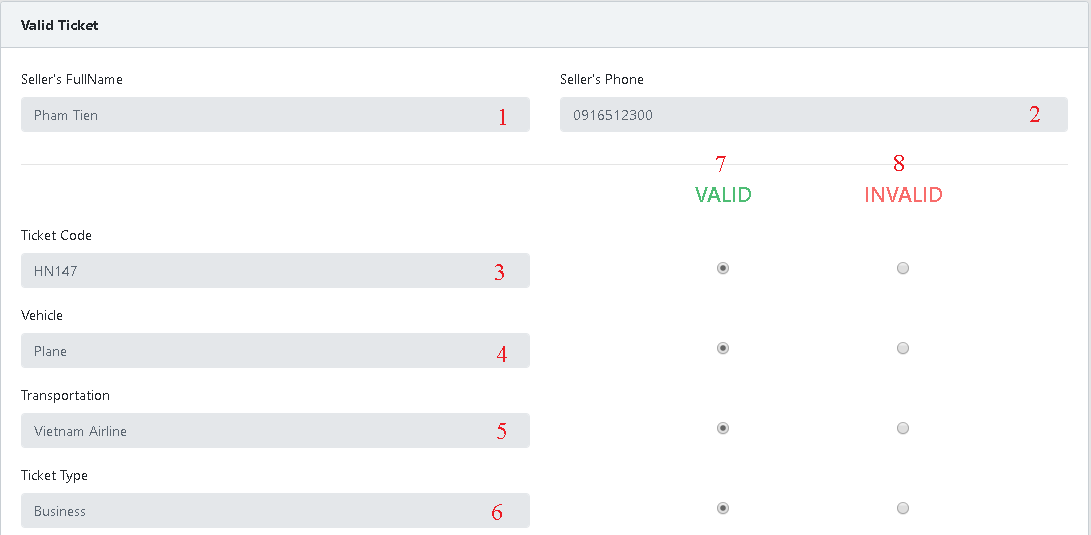 Valid Ticket
Seller's FullName Seller's Phone
Pham Tien 1 0916512300 2
7 8
VALID INVALID
Ticket Code
HN147 3
Vehicle
Plane 4
Transportation
Vietnam Airline 5
Ticket Type
Business 6